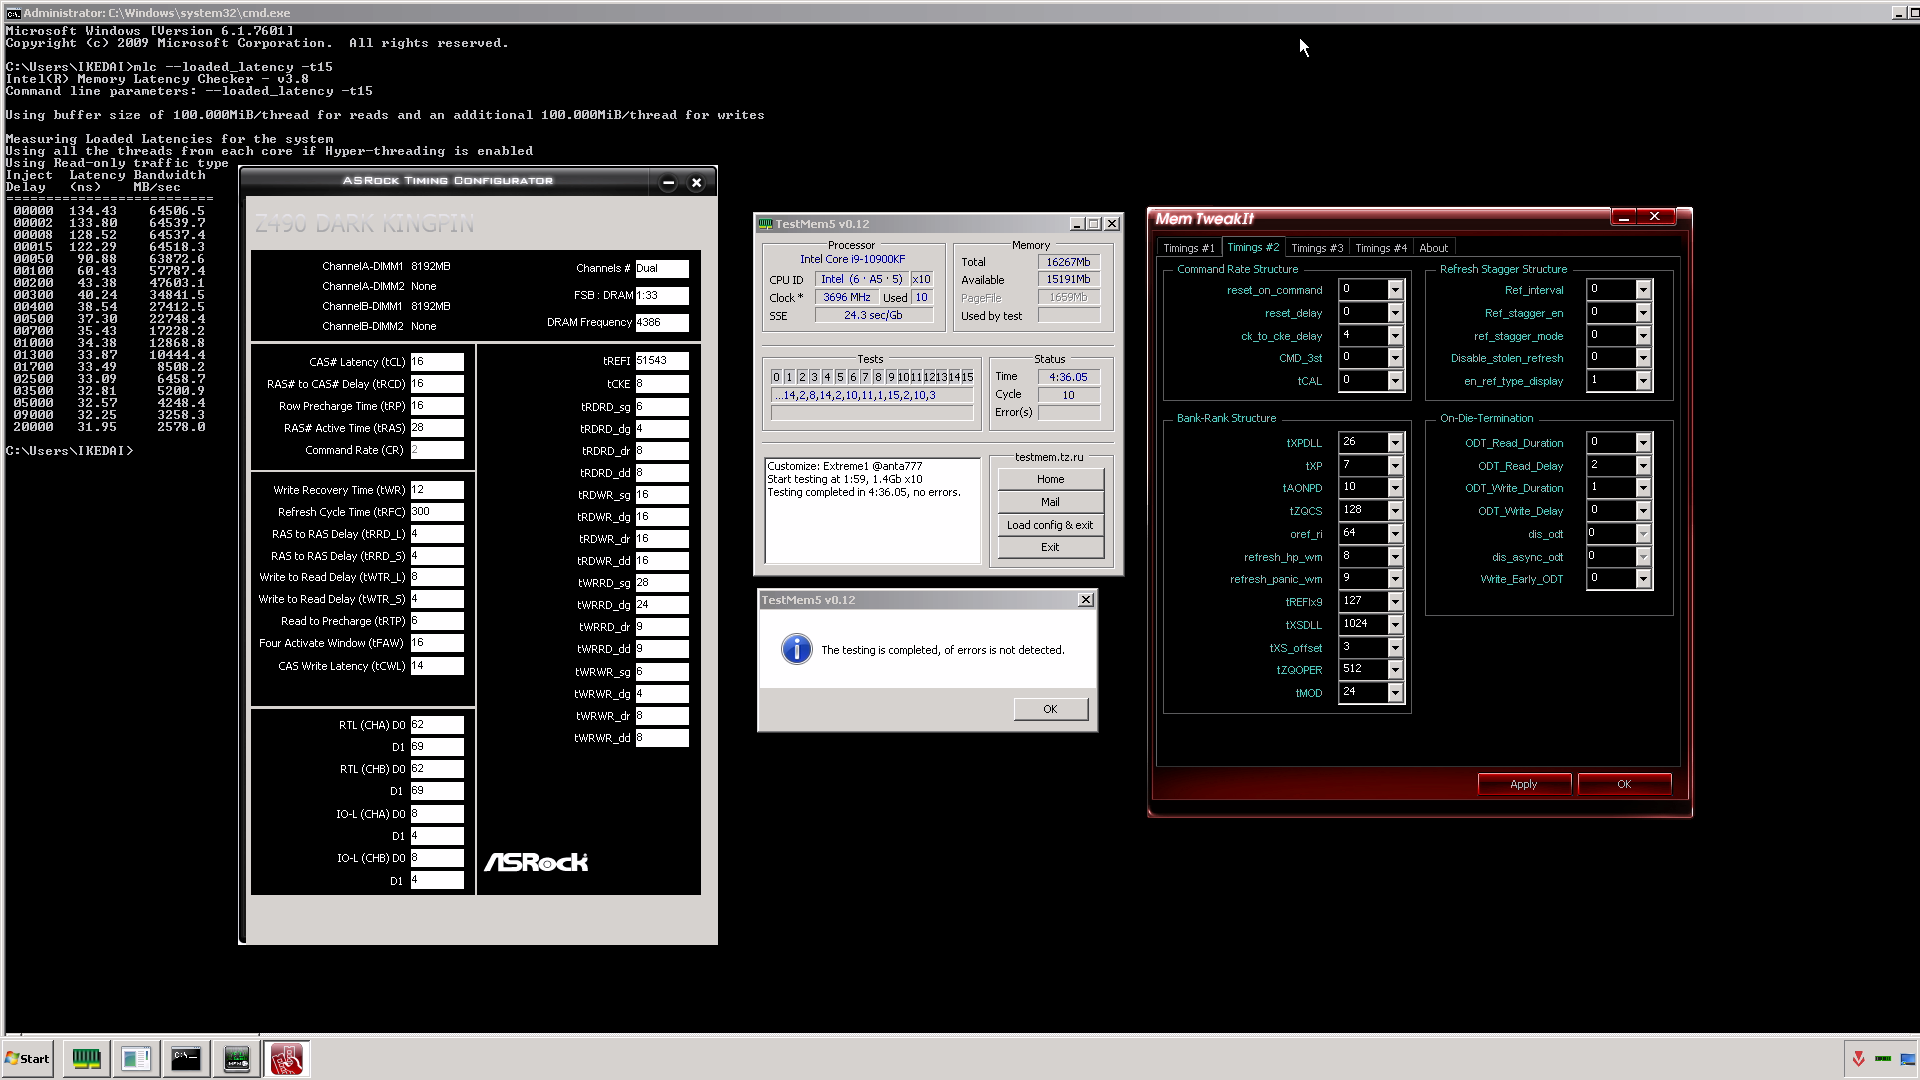 Administrator: C:\Windows\system32\cmd.exe
Microsoft Windows [Version 6.1.7601]
Copyright (c) 2009 Microsoft Corporation.  All rights reserved.
C:\Users\IKEDAI>mlc --loaded_latency -t15
Intel(R) Memory Latency Checker - v3.8
Command line parameters: --loaded_latency -t15
Using buffer size of 100.000MiB/thread for reads and an additional 100.000MiB/thread for writes
Measuring Loaded Latencies for the system
Using all the threads from each core if Hyper-threading is enabled
Using Read-only traffic type
Inject  Latency Bandwidth
Delay   (ns)    MB/sec
==========================
00000  134.43    64506.5
00002  133.80    64539.7
00008  128.52    64537.4
00015  122.29    64518.3
00050   90.88    63872.6
00100   60.43    57787.4
00200   43.38    47603.1
00300   40.24    34841.5
00400   38.54    27412.5
00500   37.30    22748.4
00700   35.43    17228.2
01000   34.38    12868.8
01300   33.87    10444.4
01700   33.49     8508.2
02500   33.09     6458.7
03500   32.81     5200.9
05000   32.57     4248.4
09000   32.25     3258.3
20000   31.95     2578.0
C:\Users\IKEDAI>
ASRock Timing Configurator
Z490 DARK KINGPIN
ChannelA-DIMM1 8192MB
ChannelA-DIMM2 None
ChannelB-DIMM1 8192MB
ChannelB-DIMM2 None
Channels # Dual
FSB : DRAM 1:33
DRAM Frequency 4386
CAS# Latency (tCL) 16
RAS# to CAS# Delay (tRCD) 16
Row Precharge Time (tRP) 16
RAS# Active Time (tRAS) 28
Command Rate (CR) 2
Write Recovery Time (tWR) 12
Refresh Cycle Time (tRFC) 300
RAS to RAS Delay (tRRD_L) 4
RAS to RAS Delay (tRRD_S) 4
Write to Read Delay (tWTR_L) 8
Write to Read Delay (tWTR_S) 4
Read to Precharge (tRTP) 6
Four Activate Window (tFAW) 16
CAS Write Latency (tCWL) 14
RTL (CHA) D0 62
D1 69
RTL (CHB) D0 62
D1 69
IO-L (CHA) D0 8
D1 4
IO-L (CHB) D0 8
D1 4
tREFI 51543
tCKE 8
tRDRD_sg 6
tRDRD_dg 4
tRDRD_dr 8
tRDRD_dd 8
tRDWR_sg 16
tRDWR_dg 16
tRDWR_dr 16
tRDWR_dd 16
tWRRD_sg 28
tWRRD_dg 24
tWRRD_dr 9
tWRRD_dd 9
tWRWR_sg 6
tWRWR_dg 4
tWRWR_dr 8
tWRWR_dd 8
ASRock
TestMem5 v0.12
Processor
Intel Core i9-10900KF
CPU ID Intel (6 · A5 · 5) x10
Clock * 3696 MHz Used 10
SSE 24.3 sec/Gb
Memory
Total 16267Mb
Available 15191Mb
PageFile 1659Mb
Used by test
Tests
0 1 2 3 4 5 6 7 8 9 10 11 12 13 14 15
...14,2,8,14,2,10,11,1,15,2,10,3
Status
Time 4:36.05
Cycle 10
Error(s)
Customize: Extreme1 @anta777
Start testing at 1:59, 1.4Gb x10
Testing completed in 4:36.05, no errors.
testmem.tz.ru
Home
Mail
Load config & exit
Exit
TestMem5 v0.12
The testing is completed, of errors is not detected.
OK
Mem TweakIt
Timings #1 Timings #2 Timings #3 Timings #4 About
Command Rate Structure
reset_on_command 0
reset_delay 0
ck_to_cke_delay 4
CMD_3st 0
tCAL 0
Bank-Rank Structure
tXPDLL 26
tXP 7
tAONPD 10
tZQCS 128
oref_ri 64
refresh_hp_wm 8
refresh_panic_wm 9
tREFIx9 127
tXSDLL 1024
tXS_offset 3
tZQOPER 512
tMOD 24
Refresh Stagger Structure
Ref_interval 0
Ref_stagger_en 0
ref_stagger_mode 0
Disable_stolen_refresh 0
en_ref_type_display 1
On-Die-Termination
ODT_Read_Duration 0
ODT_Read_Delay 2
ODT_Write_Duration 1
ODT_Write_Delay 0
dis_odt 0
dis_async_odt 0
Write_Early_ODT 0
Apply OK
Start